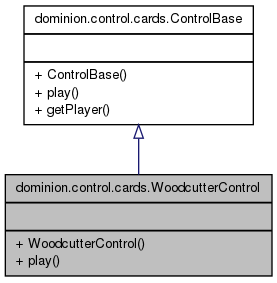 dominion.control.cards.ControlBase
+ ControlBase()
+ play()
+ getPlayer()
dominion.control.cards.WoodcutterControl
+ WoodcutterControl()
+ play()